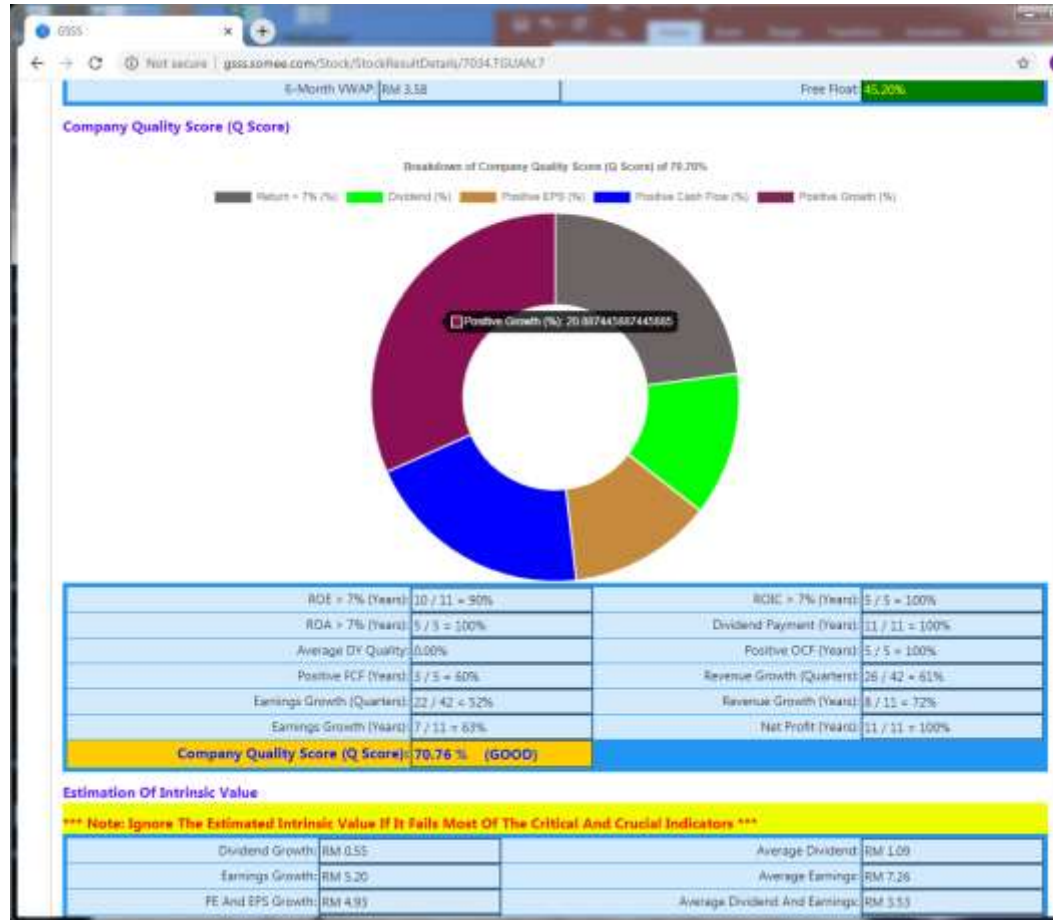 GSSS
Not secure | gsss.somee.com/Stock/StockResultDetails/7034.TGUAN.7
6-Month VWAP: RM 3.58 Free Float: 45.20%
Company Quality Score (Q Score)
Breakdown of Company Quality Score (Q Score) of 70.76%
Return > 7% (%) Dividend (%) Positive EPS (%) Positive Cash Flow (%) Positive Growth (%)
Positive Growth (%): 20.887445887445885
ROE > 7% (Years): 10 / 11 = 90% ROIC > 7% (Years): 5 / 5 = 100%
ROA > 7% (Years): 5 / 5 = 100% Dividend Payment (Years): 11 / 11 = 100%
Average DY Quality: 0.00% Positive OCF (Years): 5 / 5 = 100%
Positive FCF (Years): 3 / 5 = 60% Revenue Growth (Quarters): 26 / 42 = 61%
Earnings Growth (Quarters): 22 / 42 = 52% Revenue Growth (Years): 8 / 11 = 72%
Earnings Growth (Years): 7 / 11 = 63% Net Profit (Years): 11 / 11 = 100%
Company Quality Score (Q Score): 70.76 % (GOOD)
Estimation Of Intrinsic Value
*** Note: Ignore The Estimated Intrinsic Value If It Fails Most Of The Critical And Crucial Indicators ***
Dividend Growth: RM 0.55 Average Dividend: RM 1.09
Earnings Growth: RM 5.20 Average Earnings: RM 7.26
PE And EPS Growth: RM 4.93 Average Dividend And Earnings: RM 3.53